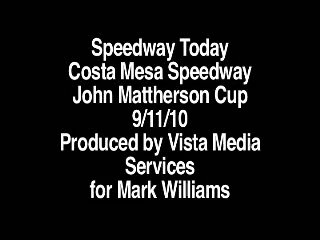 Speedway Today
Costa Mesa Speedway
John Mattherson Cup
9/11/10
Produced by Vista Media
Services
for Mark Williams